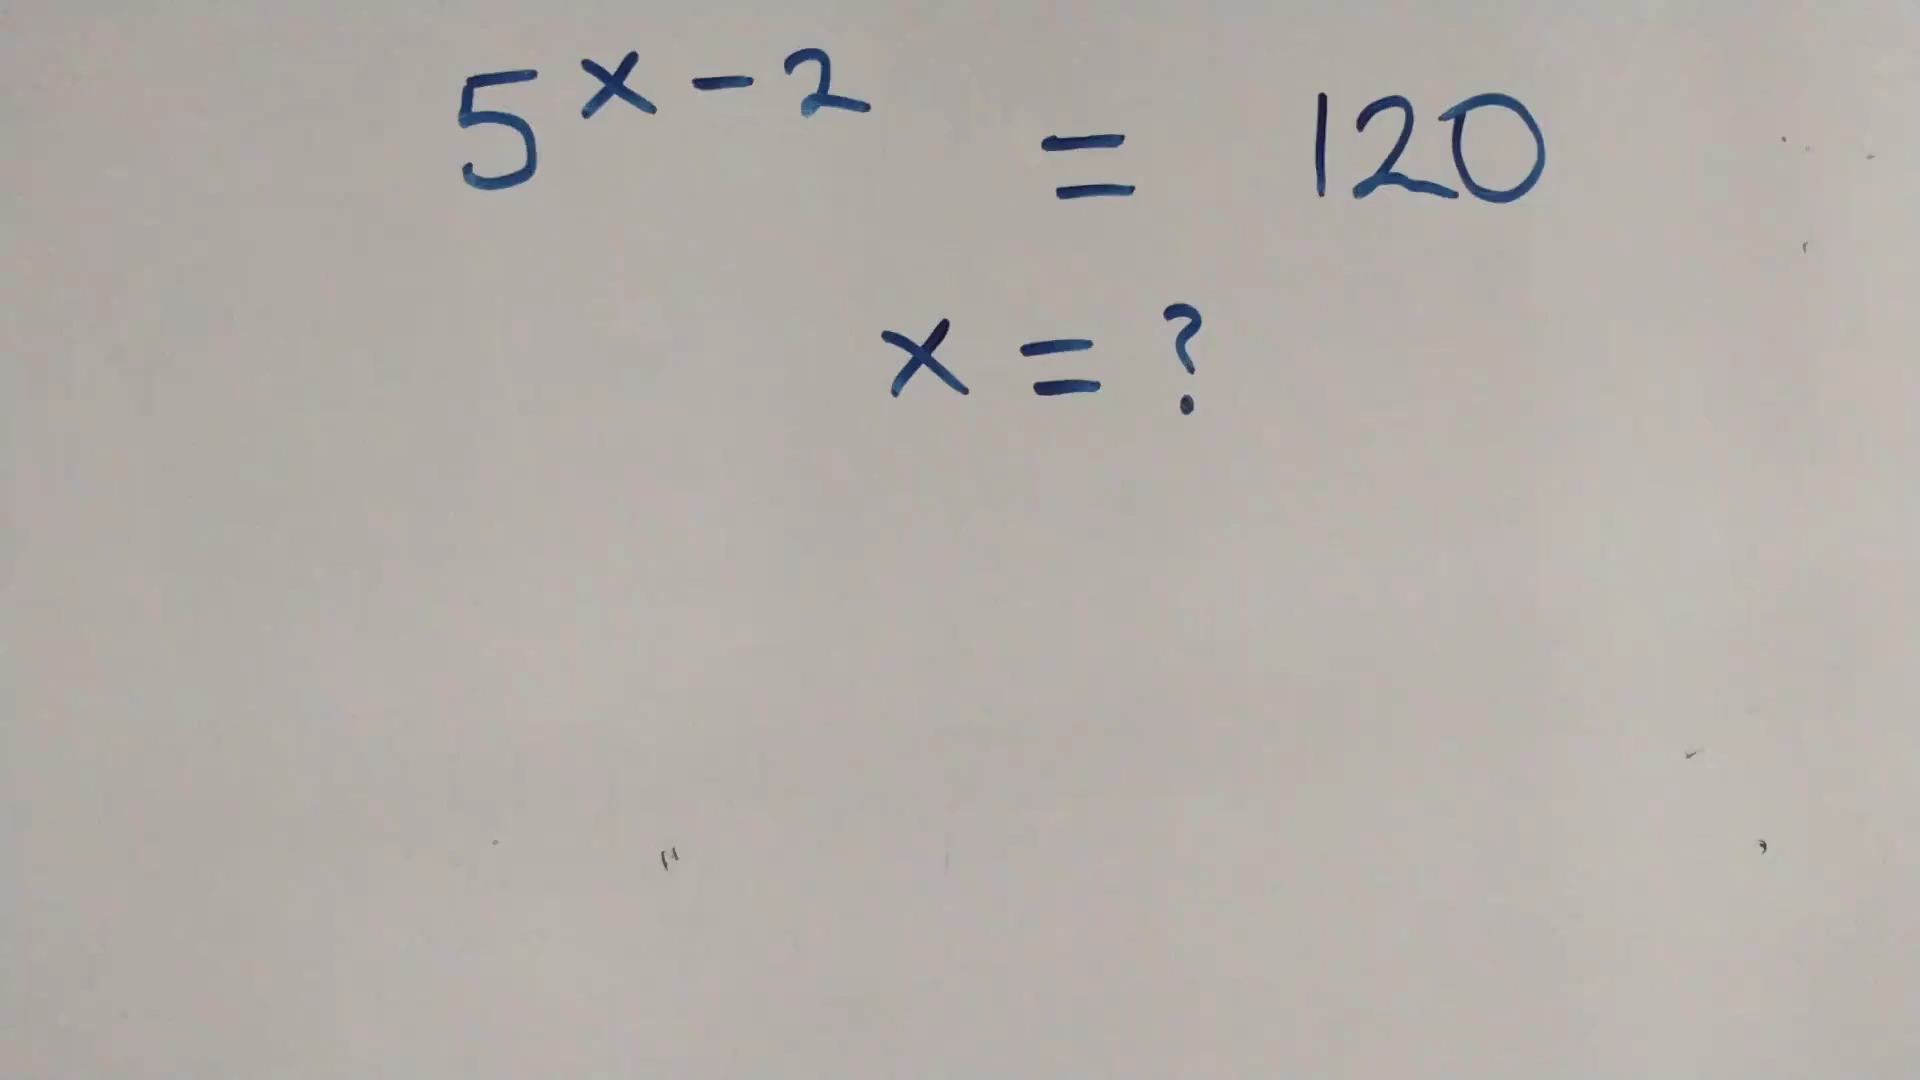 5^{x-2} = 120
x = ?